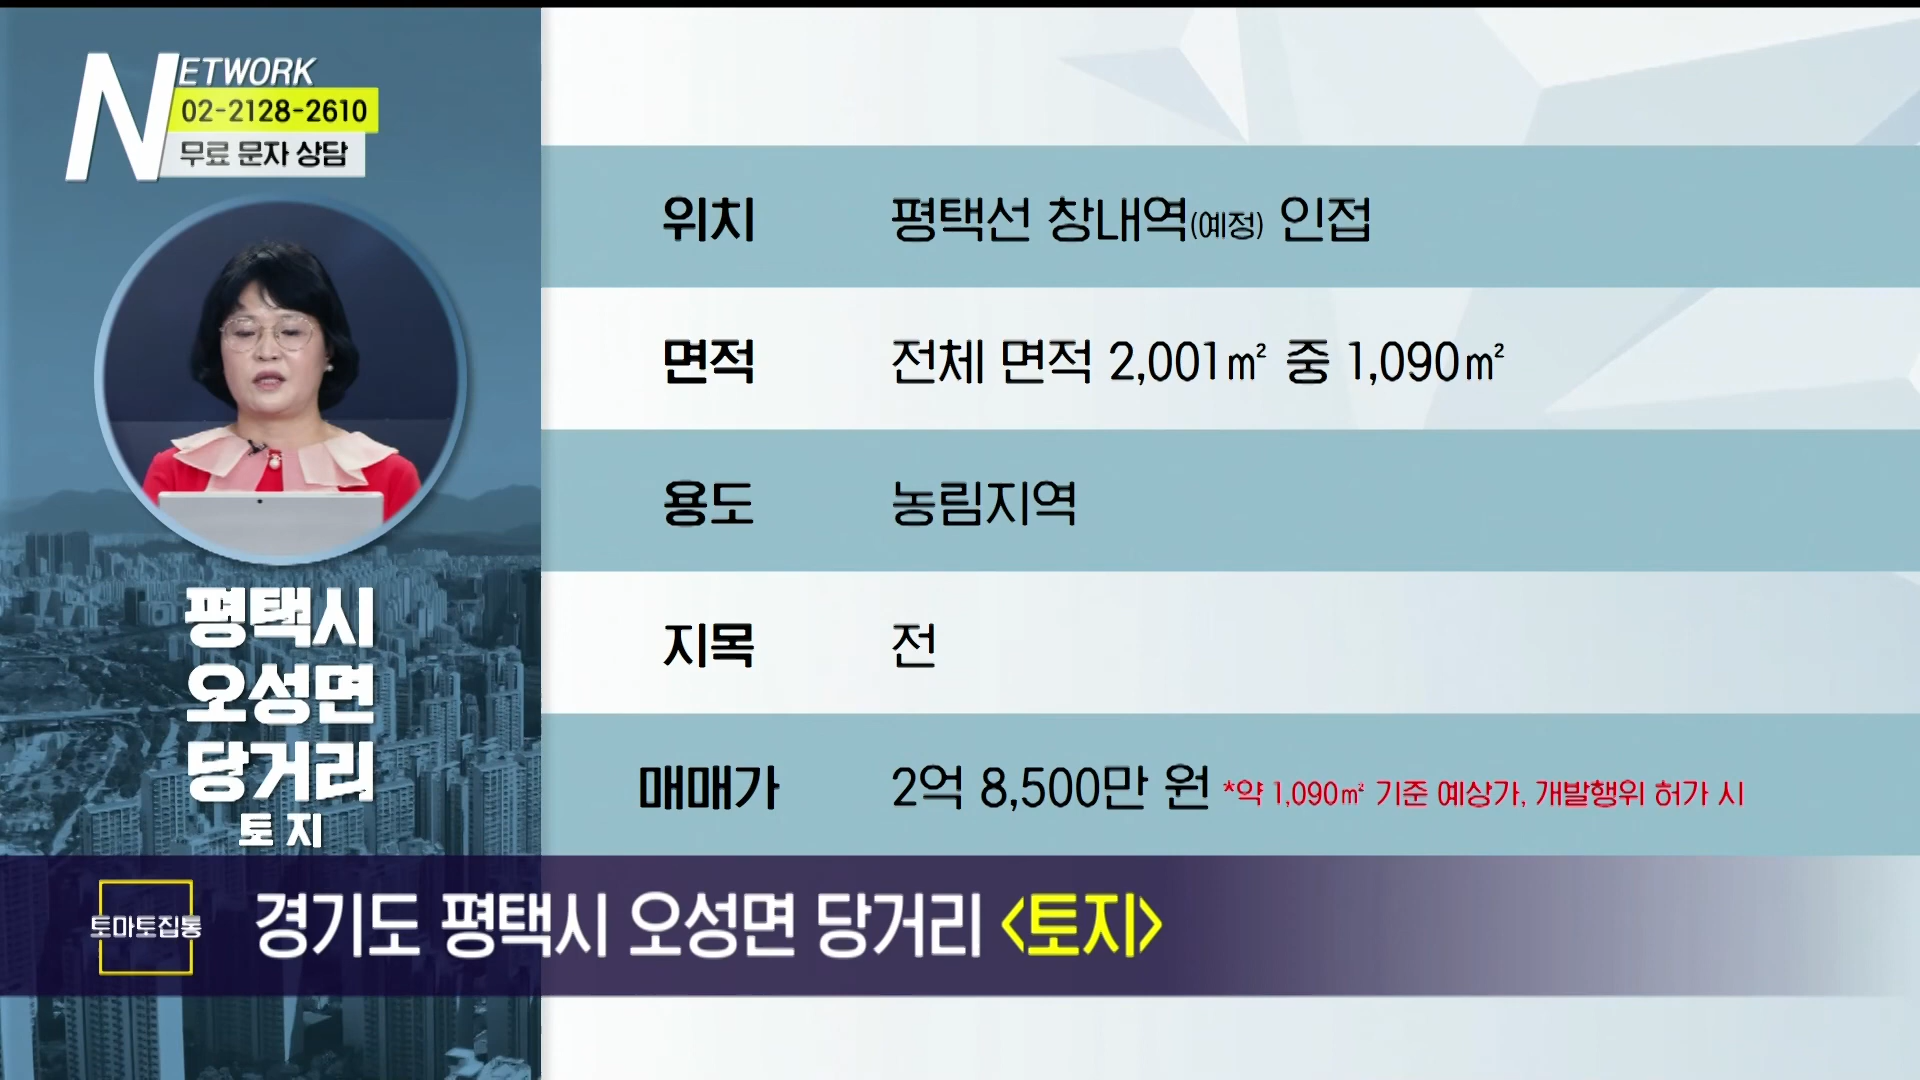 NETWORK
02-2128-2610
무료 문자 상담
평택시
오성면
당거리
토지
위치 평택선 창내역(예정) 인접
면적 전체 면적 2,001㎡ 중 1,090㎡
용도 농림지역
지목 전
매매가 2억 8,500만 원 *약 1,090㎡ 기준 예상가, 개발행위 허가 시
토마토집통 경기도 평택시 오성면 당거리 <토지>